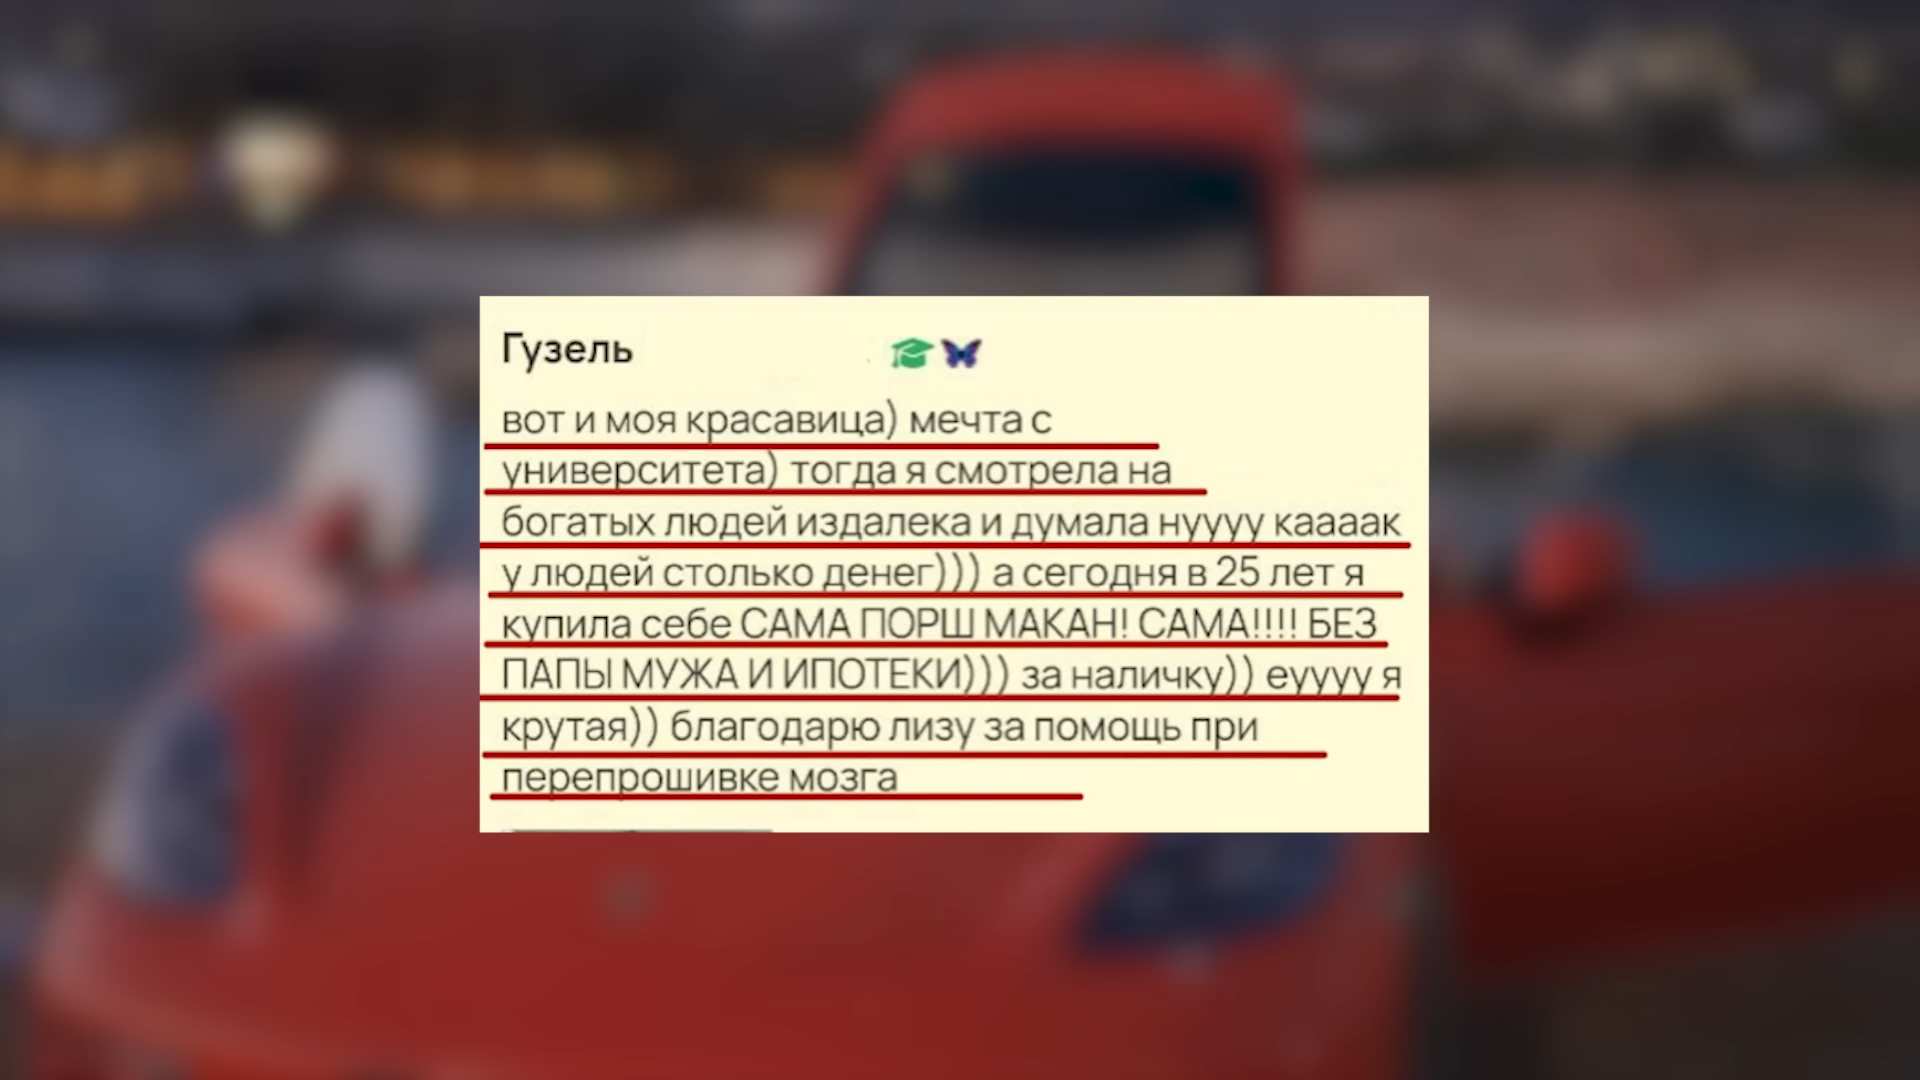 Гузель
вот и моя красавица) мечта с
университета) тогда я смотрела на
богатых людей издалека и думала нуууу каааак
у людей столько денег))) а сегодня в 25 лет я
купила себе САМА ПОРШ МАКАН! САМА!!!! БЕЗ
ПАПЫ МУЖА И ИПОТЕКИ))) за наличку)) еуууу я
крутая)) благодарю лизу за помощь при
перепрошивке мозга